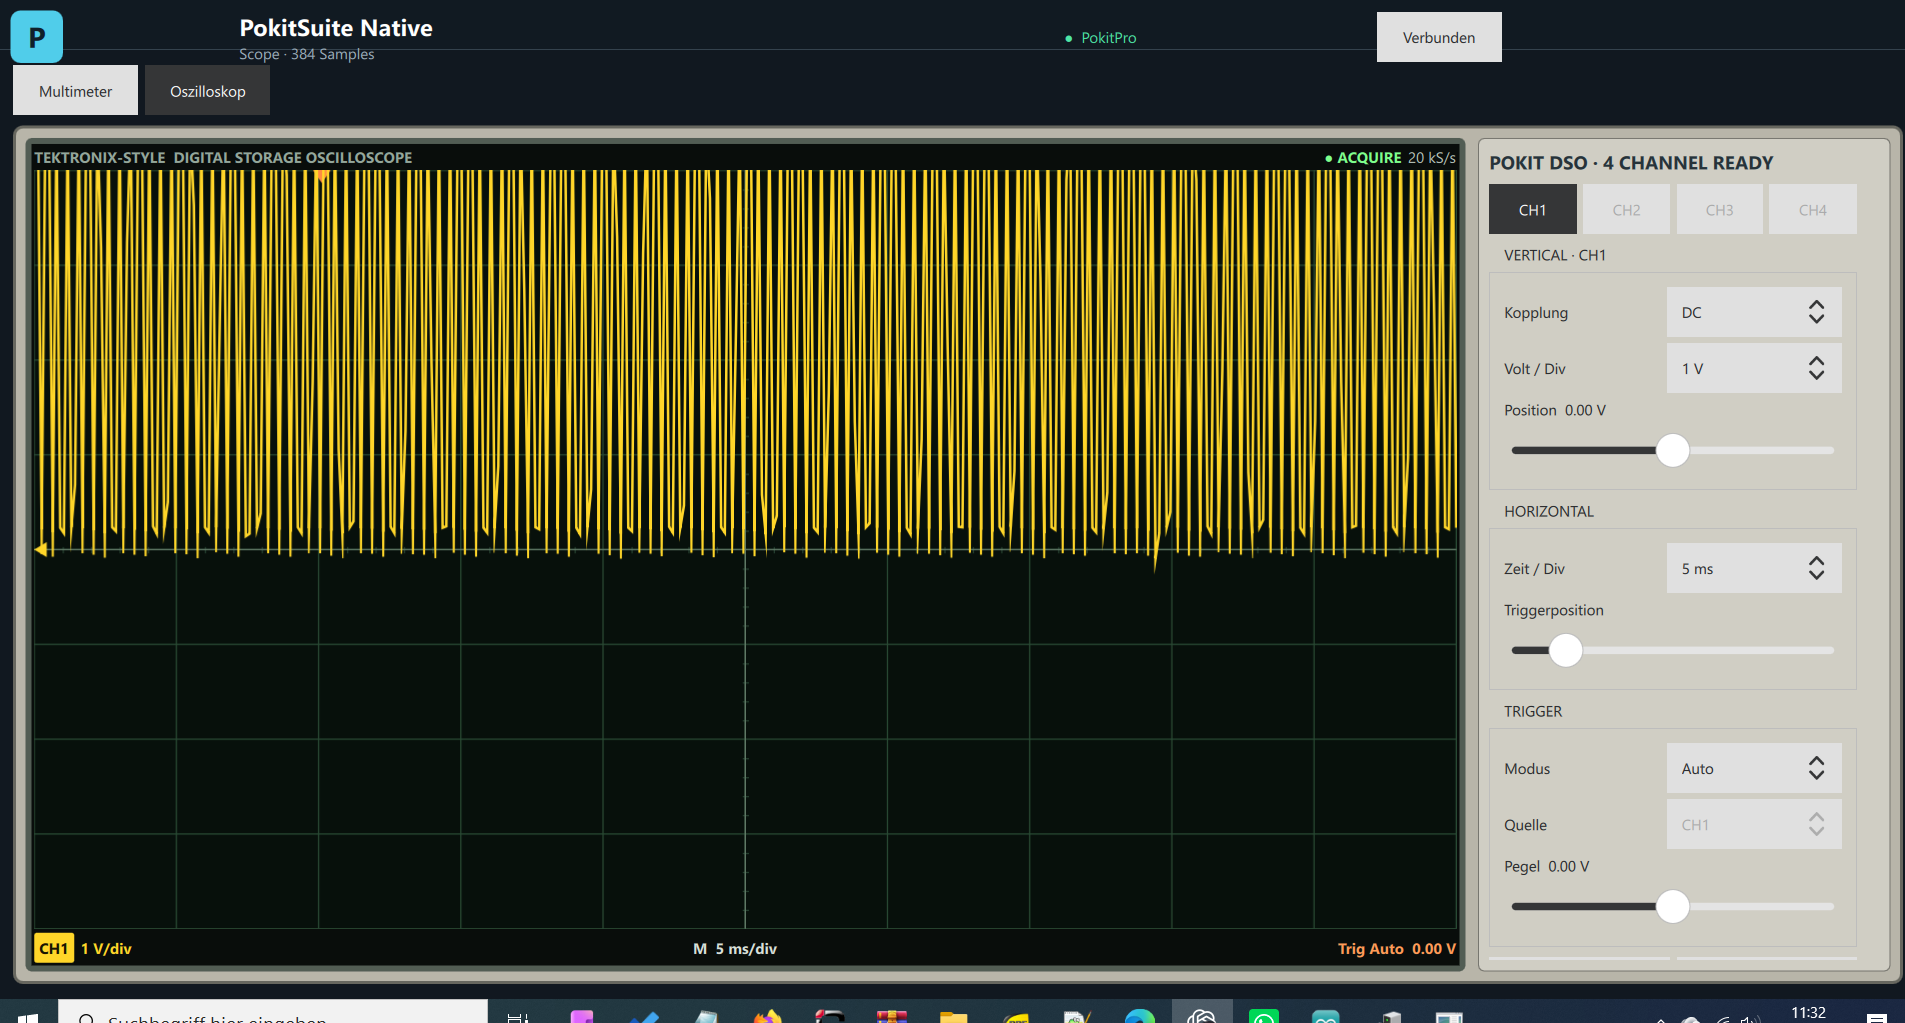 P
PokitSuite Native
Scope · 384 Samples
● PokitPro
Verbunden
Multimeter
Oszilloskop
TEKTRONIX-STYLE DIGITAL STORAGE OSCILLOSCOPE
● ACQUIRE 20 kS/s
CH1 1 V/div
M 5 ms/div
Trig Auto 0.00 V
POKIT DSO · 4 CHANNEL READY
CH1 CH2 CH3 CH4
VERTICAL · CH1
Kopplung DC
Volt / Div 1 V
Position 0.00 V
HORIZONTAL
Zeit / Div 5 ms
Triggerposition
TRIGGER
Modus Auto
Quelle CH1
Pegel 0.00 V
Suchbegriff hier eingeben
11:32